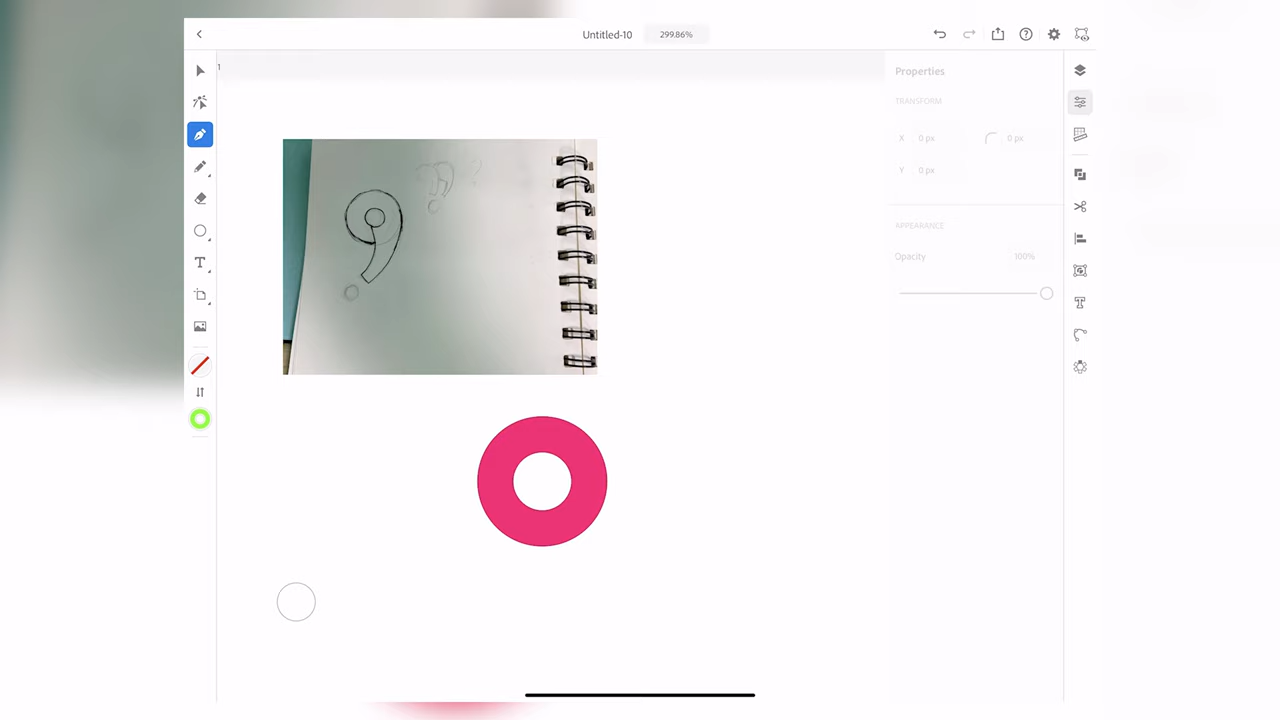 Untitled-10
299.86%
1
Properties
TRANSFORM
X 0 px
0 px
Y 0 px
APPEARANCE
Opacity 100%
T
T